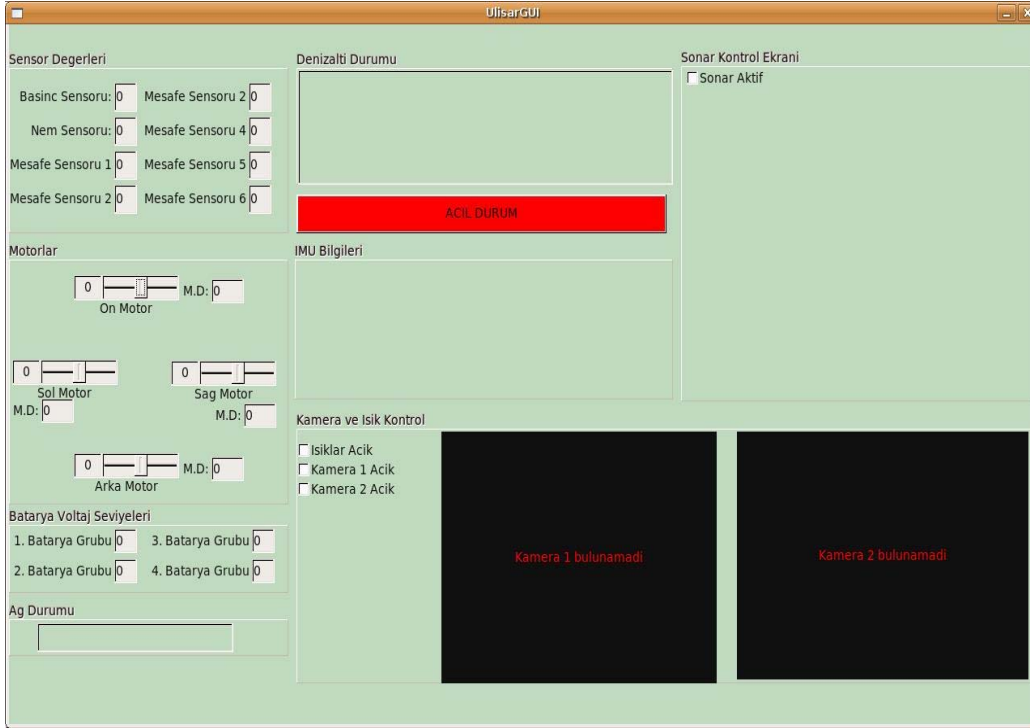 UlisarGUI
Sensor Degerleri
Basinc Sensoru: 0 Mesafe Sensoru 2 0
Nem Sensoru: 0 Mesafe Sensoru 4 0
Mesafe Sensoru 1 0 Mesafe Sensoru 5 0
Mesafe Sensoru 2 0 Mesafe Sensoru 6 0
Motorlar
0 M.D: 0
On Motor
0 0
Sol Motor Sag Motor
M.D: 0 M.D: 0
0 M.D: 0
Arka Motor
Batarya Voltaj Seviyeleri
1. Batarya Grubu 0 3. Batarya Grubu 0
2. Batarya Grubu 0 4. Batarya Grubu 0
Ag Durumu
Denizalti Durumu
ACIL DURUM
IMU Bilgileri
Sonar Kontrol Ekrani
Sonar Aktif
Kamera ve Isik Kontrol
Isiklar Acik
Kamera 1 Acik
Kamera 2 Acik
Kamera 1 bulunamadi
Kamera 2 bulunamadi